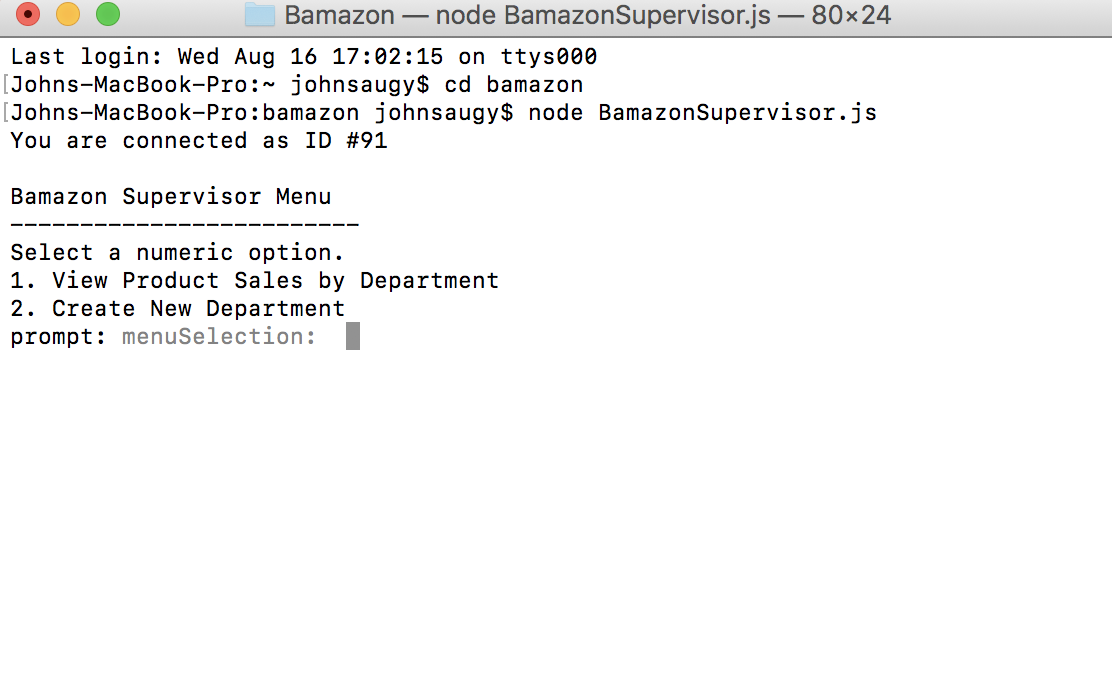 Bamazon — node BamazonSupervisor.js — 80×24
Last login: Wed Aug 16 17:02:15 on ttys000
[Johns-MacBook-Pro:~ johnsaugy$ cd bamazon
[Johns-MacBook-Pro:bamazon johnsaugy$ node BamazonSupervisor.js
You are connected as ID #91
Bamazon Supervisor Menu
-------------------------
Select a numeric option.
1. View Product Sales by Department
2. Create New Department
prompt: menuSelection: